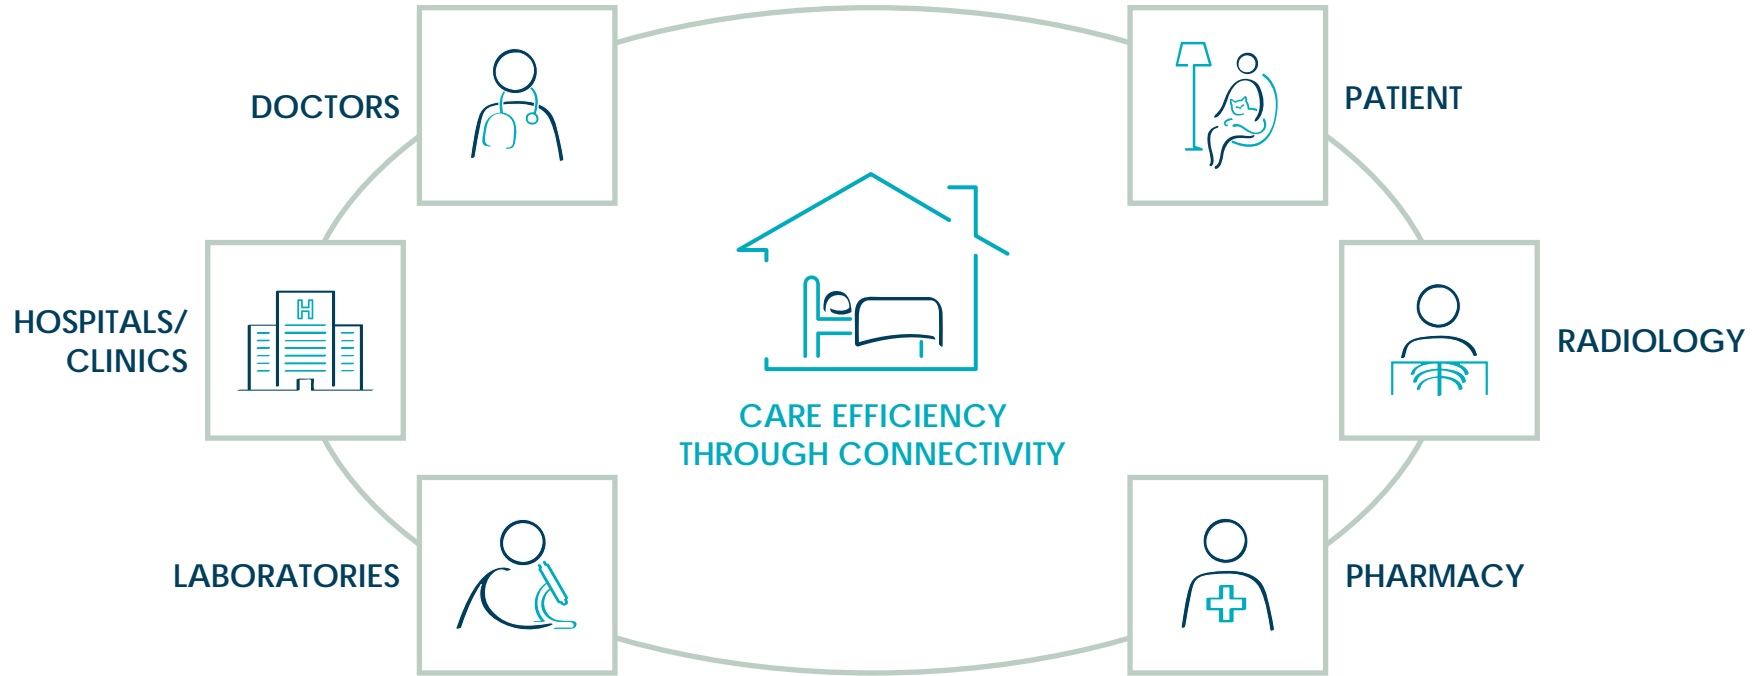 DOCTORS
PATIENT
HOSPITALS/
CLINICS
H
RADIOLOGY
CARE EFFICIENCY
THROUGH CONNECTIVITY
LABORATORIES
PHARMACY